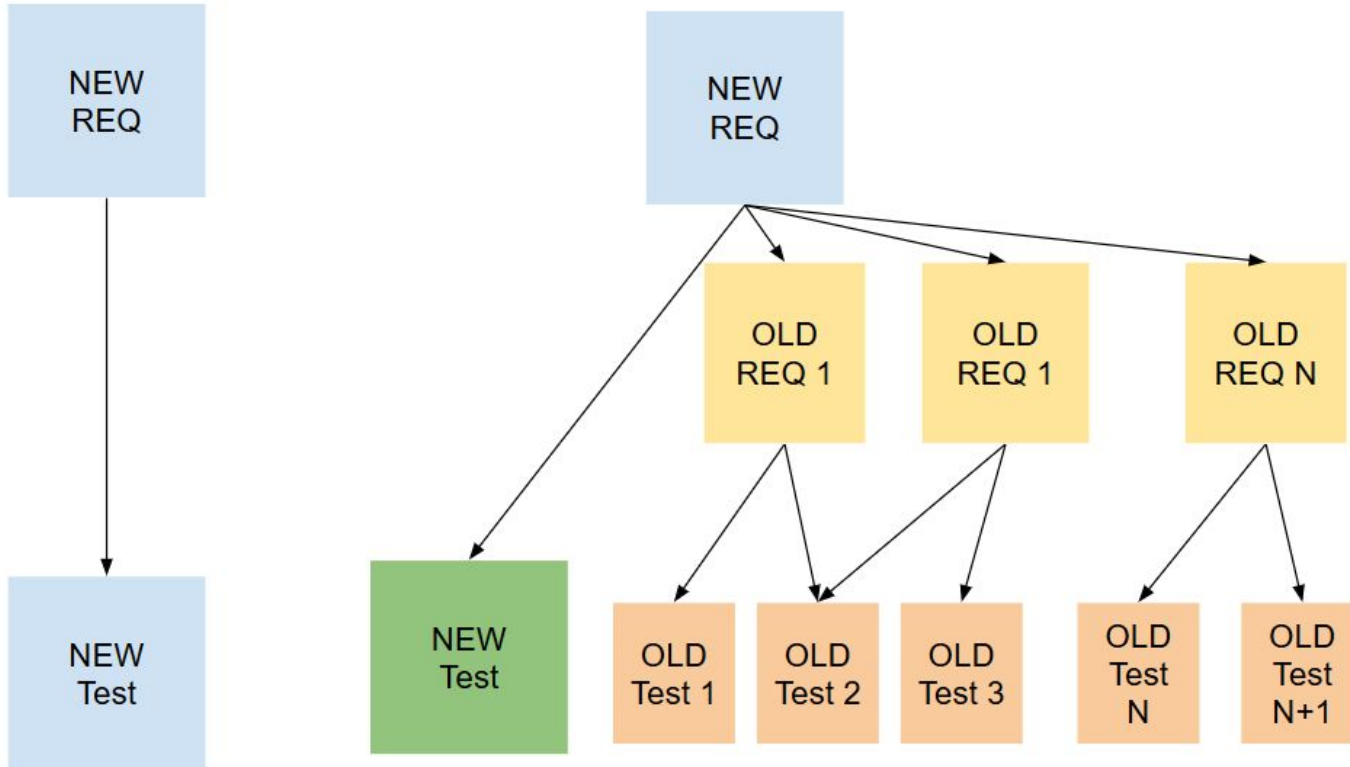 NEW
REQ
NEW
Test
NEW
REQ
OLD
REQ 1
OLD
REQ 1
OLD
REQ N
NEW
Test
OLD
Test 1
OLD
Test 2
OLD
Test 3
OLD
Test
N
OLD
Test
N+1